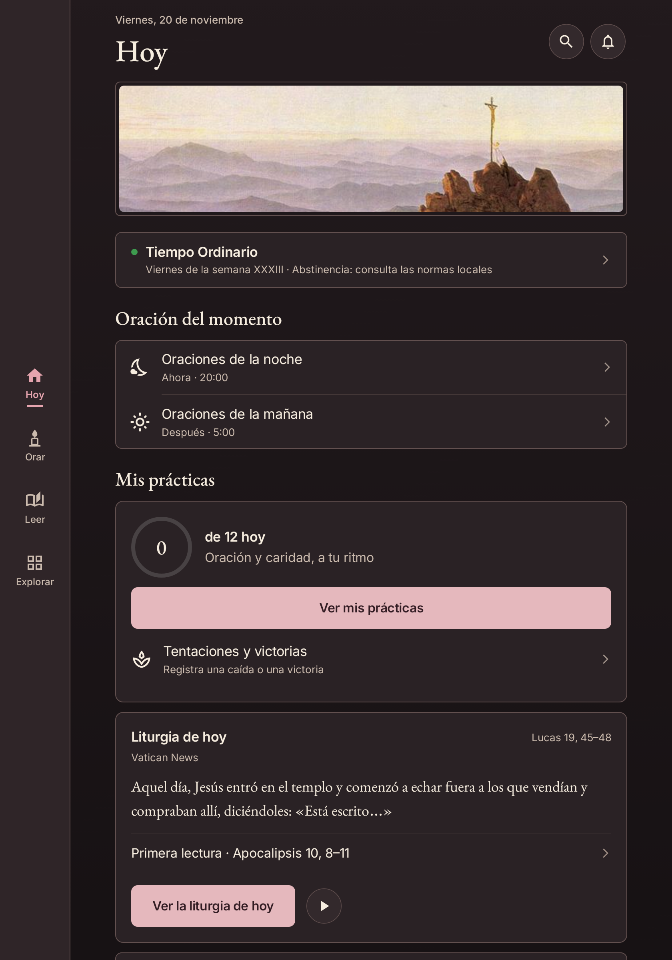 Viernes, 20 de noviembre
Hoy
Tiempo Ordinario
Viernes de la semana XXXIII · Abstinencia: consulta las normas locales
Oración del momento
Oraciones de la noche
Ahora · 20:00
Oraciones de la mañana
Después · 5:00
Mis prácticas
0
de 12 hoy
Oración y caridad, a tu ritmo
Ver mis prácticas
Tentaciones y victorias
Registra una caída o una victoria
Liturgia de hoy
Lucas 19, 45–48
Vatican News
Aquel día, Jesús entró en el templo y comenzó a echar fuera a los que vendían y
compraban allí, diciéndoles: «Está escrito...»
Primera lectura · Apocalipsis 10, 8–11
Ver la liturgia de hoy
Hoy
Orar
Leer
Explorar